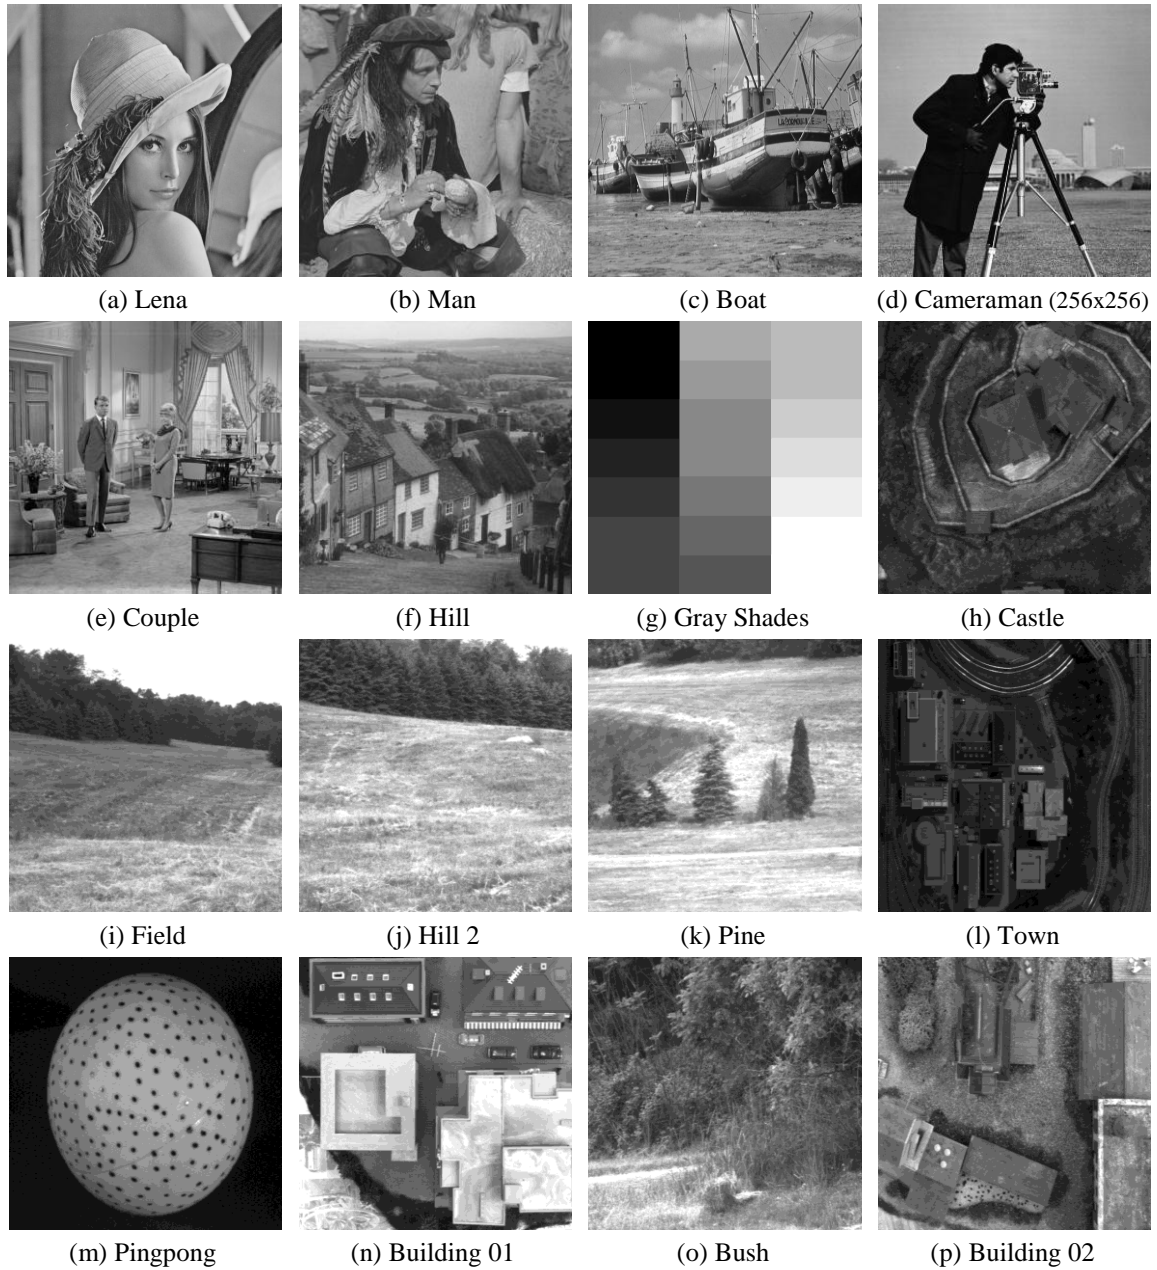 (a) Lena
(b) Man
(c) Boat
(d) Cameraman (256x256)
(e) Couple
(f) Hill
(g) Gray Shades
(h) Castle
(i) Field
(j) Hill 2
(k) Pine
(l) Town
(m) Pingpong
(n) Building 01
(o) Bush
(p) Building 02